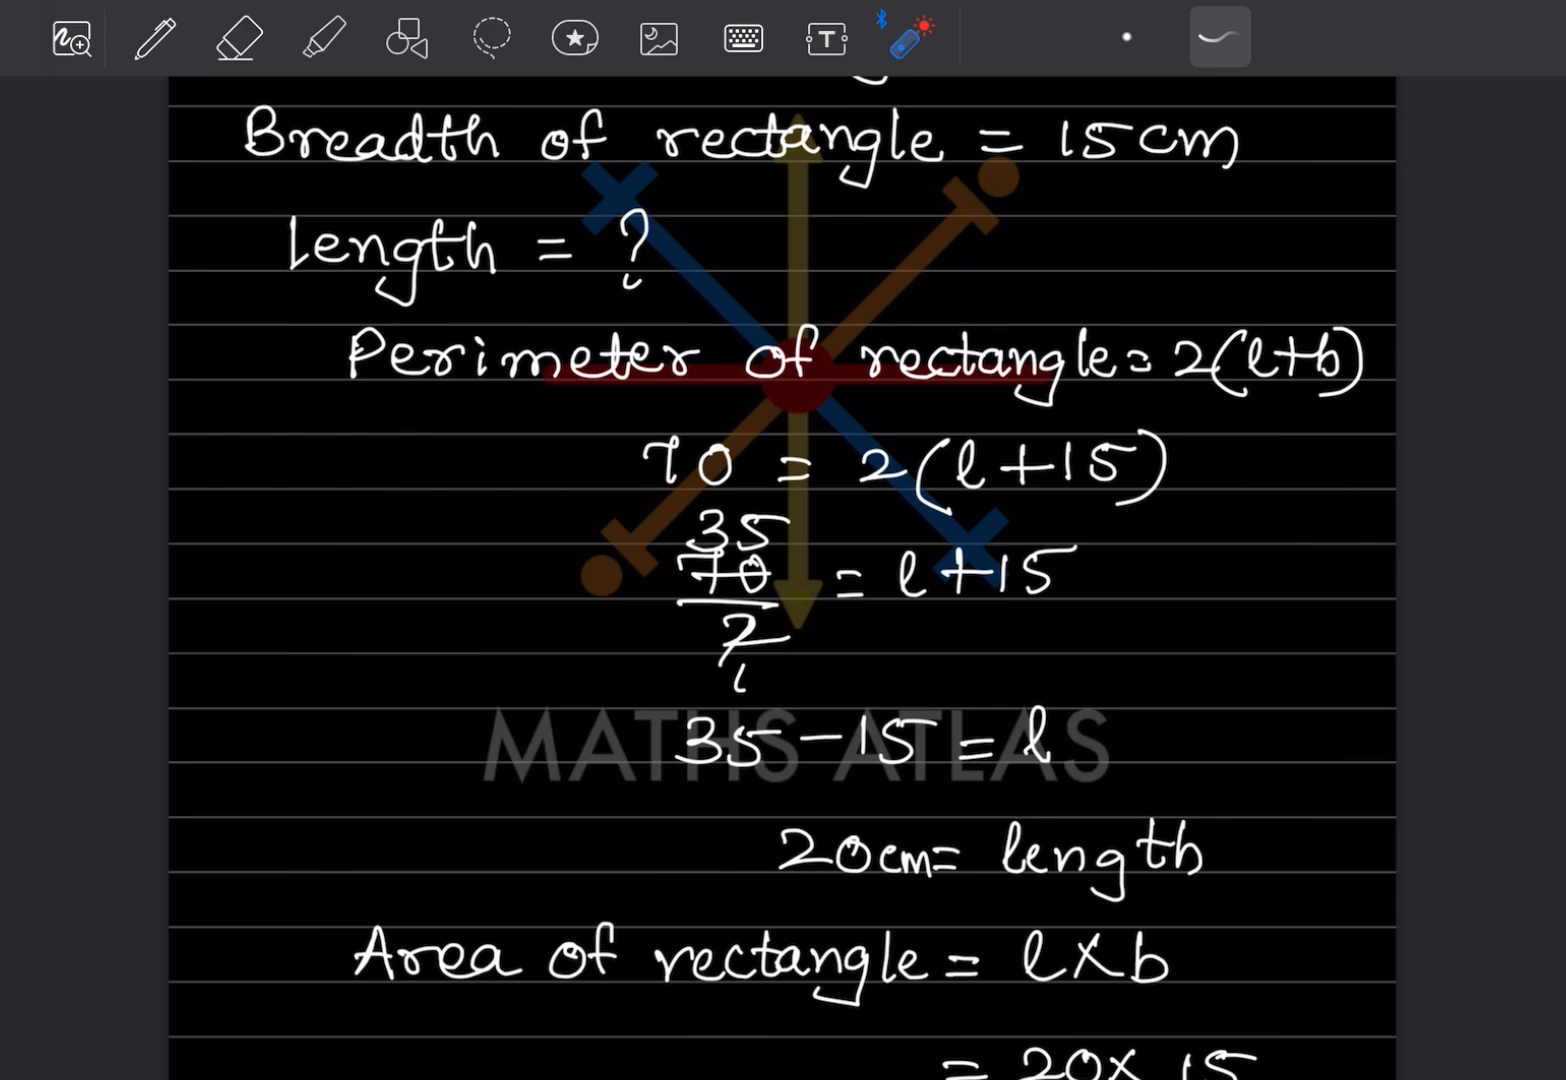 Breadth of rectangle = 15cm
length = ?
Perimeter of rectangle = 2(l+b)
70 = 2(l+15)
35
70/2 = l+15
1
35-15 = l
MATHS ATLAS
20cm = length
Area of rectangle = l×b
= 20× 15